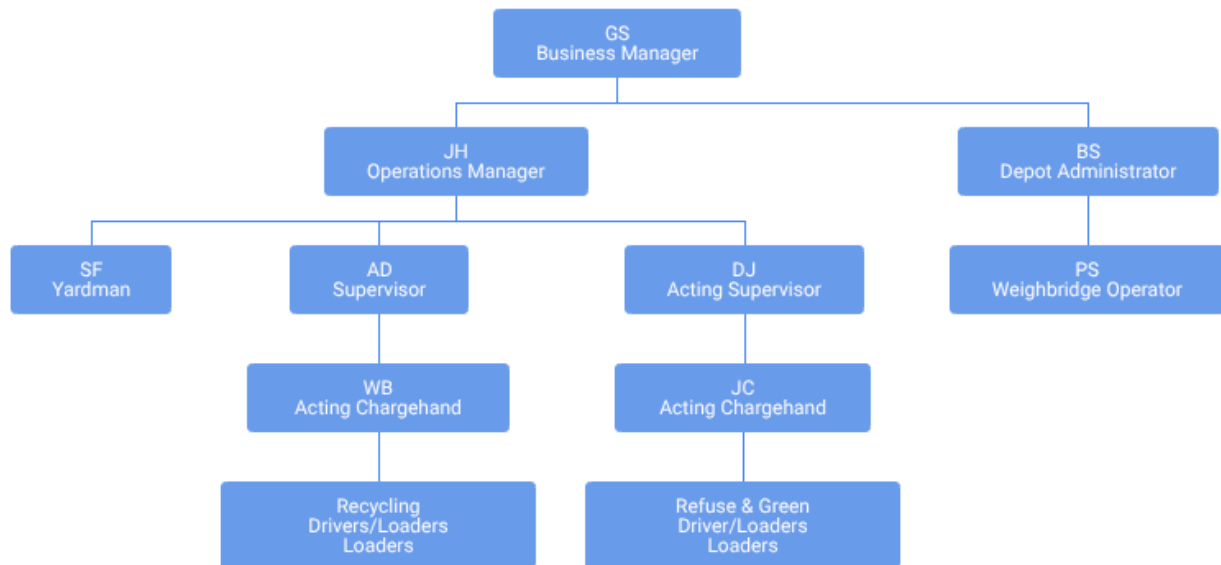 GS
Business Manager
JH
Operations Manager
BS
Depot Administrator
SF
Yardman
AD
Supervisor
DJ
Acting Supervisor
PS
Weighbridge Operator
WB
Acting Chargehand
JC
Acting Chargehand
Recycling
Drivers/Loaders
Loaders
Refuse & Green
Driver/Loaders
Loaders